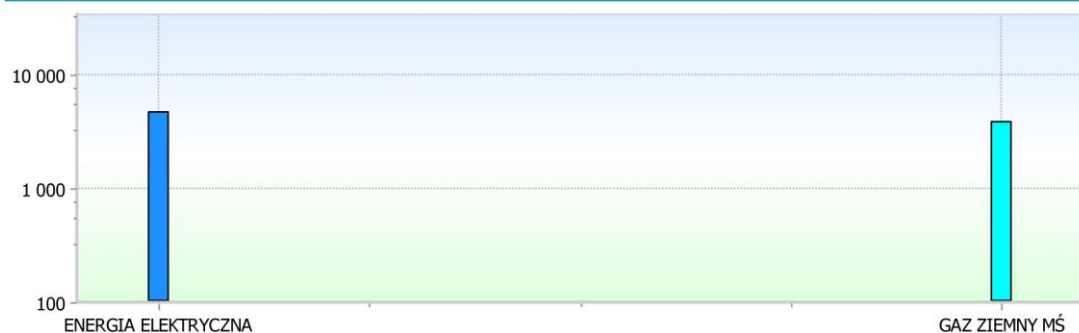 10 000
1 000
100
ENERGIA ELEKTRYCZNA
GAZ ZIEMNY MŚ